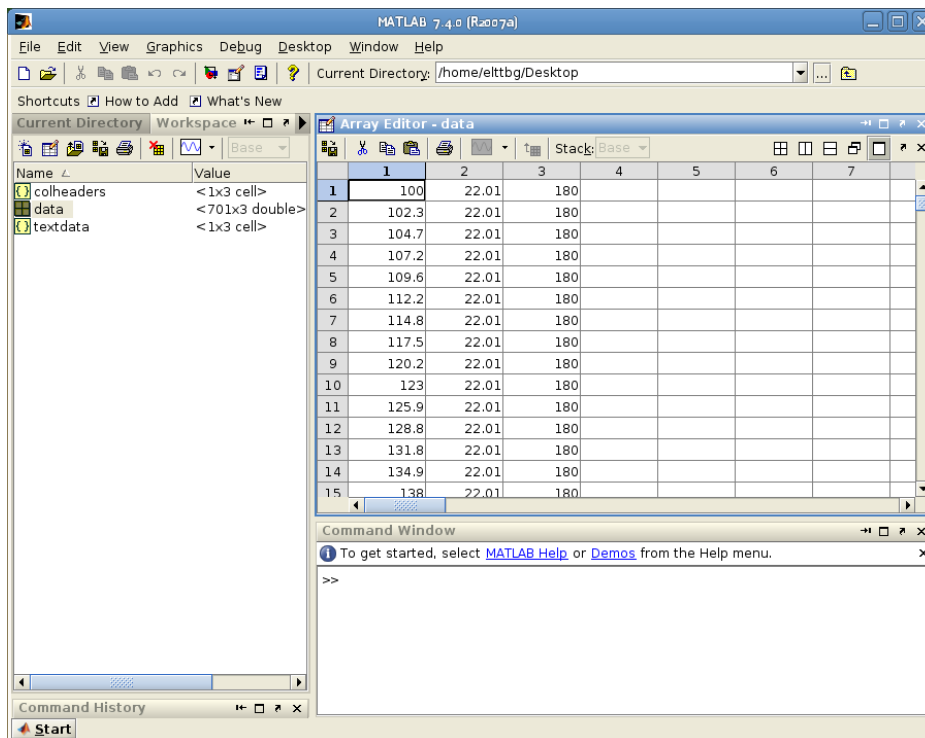 MATLAB 7.4.0 (R2007a)
File Edit View Graphics Debug Desktop Window Help
Current Directory: /home/elttbg/Desktop ...
Shortcuts How to Add What's New
Current Directory Workspace
Base
Name Value
colheaders <1x3 cell>
data <701x3 double>
textdata <1x3 cell>
Array Editor - data
Stack: Base
1 2 3 4 5 6 7
1 100 22.01 180
2 102.3 22.01 180
3 104.7 22.01 180
4 107.2 22.01 180
5 109.6 22.01 180
6 112.2 22.01 180
7 114.8 22.01 180
8 117.5 22.01 180
9 120.2 22.01 180
10 123 22.01 180
11 125.9 22.01 180
12 128.8 22.01 180
13 131.8 22.01 180
14 134.9 22.01 180
15 138 22.01 180
Command Window
To get started, select MATLAB Help or Demos from the Help menu.
>>
Command History
Start